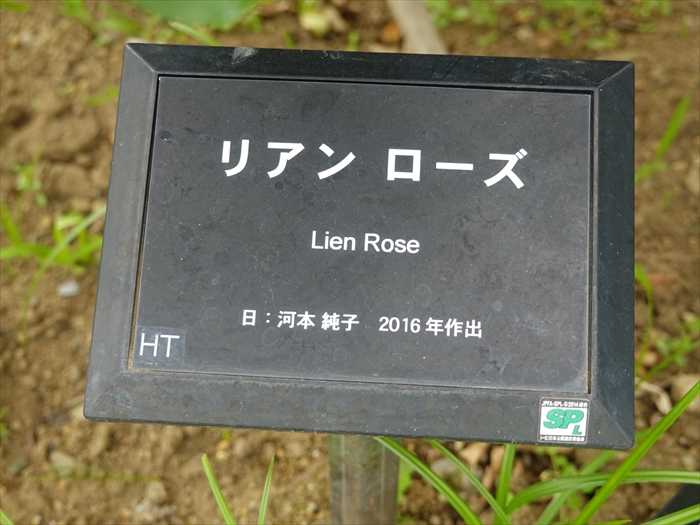 リアン ローズ
Lien Rose
日：河本 純子　2016 年作出
HT
SPL